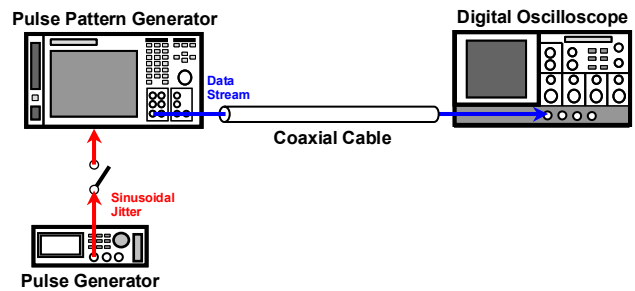 Pulse Pattern Generator
Digital Oscilloscope
Data
Stream
Coaxial Cable
Sinusoidal
Jitter
Pulse Generator